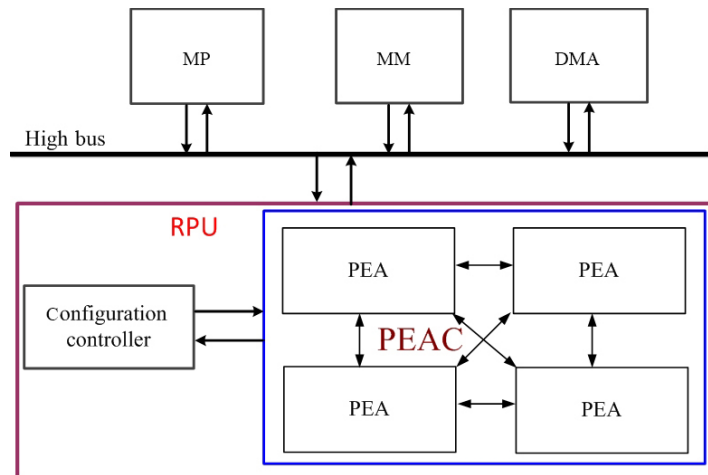 MP
MM
DMA
High bus
RPU
PEA
PEA
Configuration
controller
PEAC
PEA
PEA